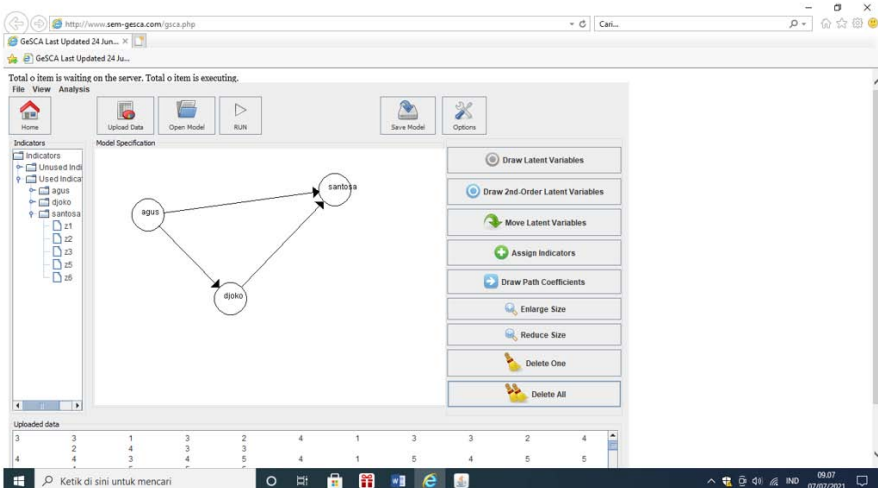 http://www.sem-gesca.com/gsca.php
Cari...
GeSCA Last Updated 24 Jun...
GeSCA Last Updated 24 Ju...
Total 0 item is waiting on the server. Total 0 item is executing.
File View Analysis
Home Upload Data Open Model RUN Save Model Options
Indicators Model Specification
Indicators
Unused Indi
Used Indica
agus
djoko
santosa
z1
z2
z3
z5
z6
agus
santosa
djoko
Draw Latent Variables
Draw 2nd-Order Latent Variables
Move Latent Variables
Assign Indicators
Draw Path Coefficients
Enlarge Size
Reduce Size
Delete One
Delete All
Uploaded data
3 3 1 3 2 4 1 3 3 2 4
2 4 3 3
4 4 3 4 5 4 1 5 4 5 5
Ketik di sini untuk mencari
IND
09.07
07/07/2021